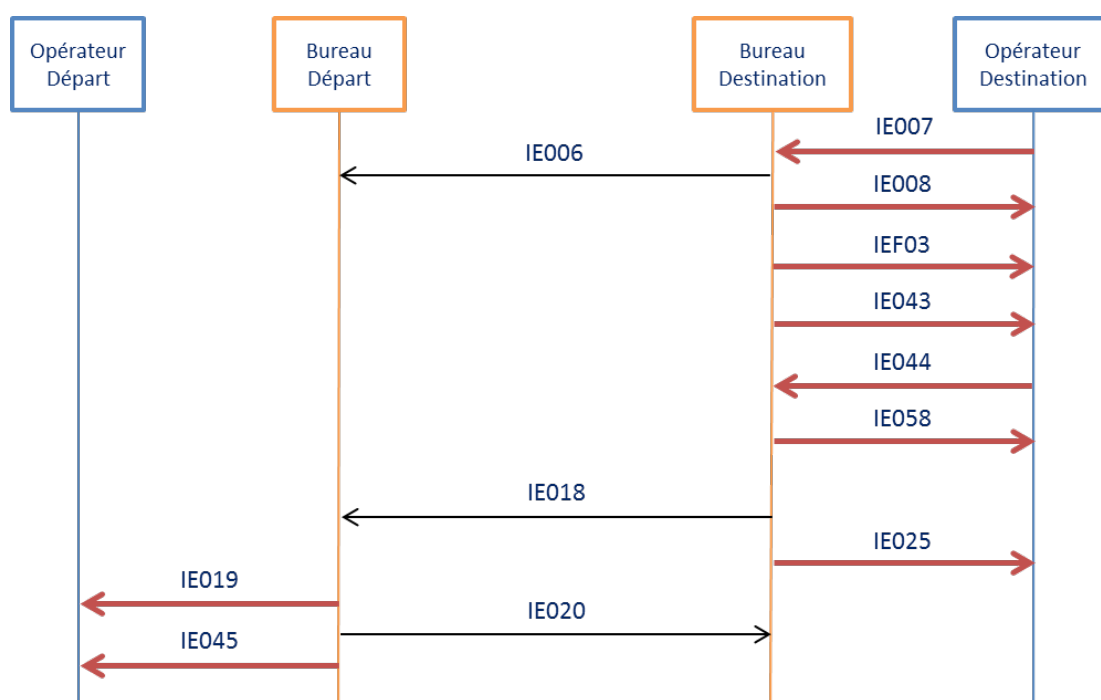 Opérateur
Départ
Bureau
Départ
Bureau
Destination
Opérateur
Destination
IE007
IE006
IE008
IEF03
IE043
IE044
IE058
IE018
IE025
IE019
IE020
IE045